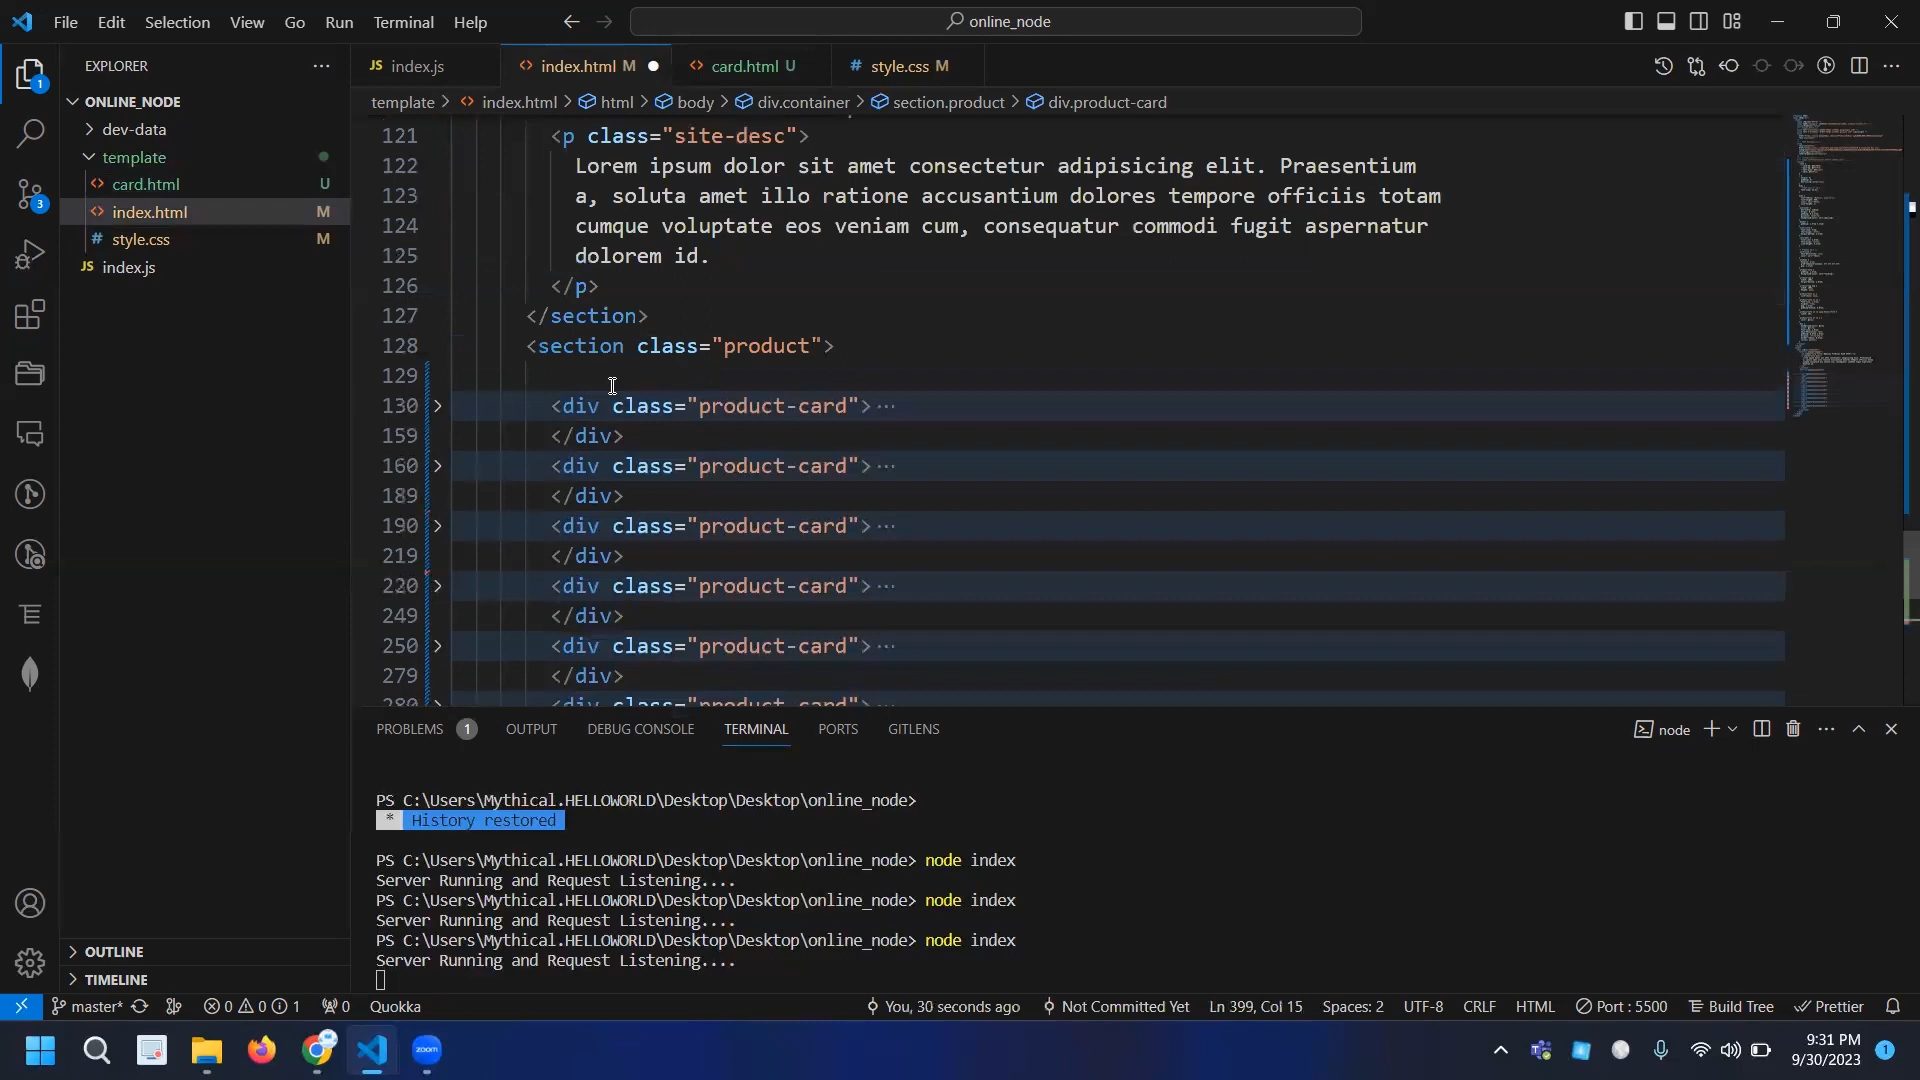 File Edit Selection View Go Run Terminal Help
online_node
EXPLORER
ONLINE_NODE
dev-data
template
card.html U
index.html M
style.css M
JS index.js
OUTLINE
TIMELINE
1
3
JS index.js
index.html M
card.html U
# style.css M
template > index.html > html > body > div.container > section.product > div.product-card
121 <p class="site-desc">
122 Lorem ipsum dolor sit amet consectetur adipisicing elit. Praesentium
123 a, soluta amet illo ratione accusantium dolores tempore officiis totam
124 cumque voluptate eos veniam cum, consequatur commodi fugit aspernatur
125 dolorem id.
126 </p>
127 </section>
128 <section class="product">
129
130 <div class="product-card">···
159 </div>
160 <div class="product-card">···
189 </div>
190 <div class="product-card">···
219 </div>
220 <div class="product-card">···
249 </div>
250 <div class="product-card">···
279 </div>
280 <div class="product-card">···
PROBLEMS 1 OUTPUT DEBUG CONSOLE TERMINAL PORTS GITLENS
node
PS C:\Users\Mythical.HELLOWORLD\Desktop\Desktop\online_node>
* History restored
PS C:\Users\Mythical.HELLOWORLD\Desktop\Desktop\online_node> node index
Server Running and Request Listening....
PS C:\Users\Mythical.HELLOWORLD\Desktop\Desktop\online_node> node index
Server Running and Request Listening....
PS C:\Users\Mythical.HELLOWORLD\Desktop\Desktop\online_node> node index
Server Running and Request Listening....
master* 0 0 1 0 Quokka You, 30 seconds ago Not Committed Yet Ln 399, Col 15 Spaces: 2 UTF-8 CRLF HTML Port : 5500 Build Tree Prettier
zoom
9:31 PM
9/30/2023
1